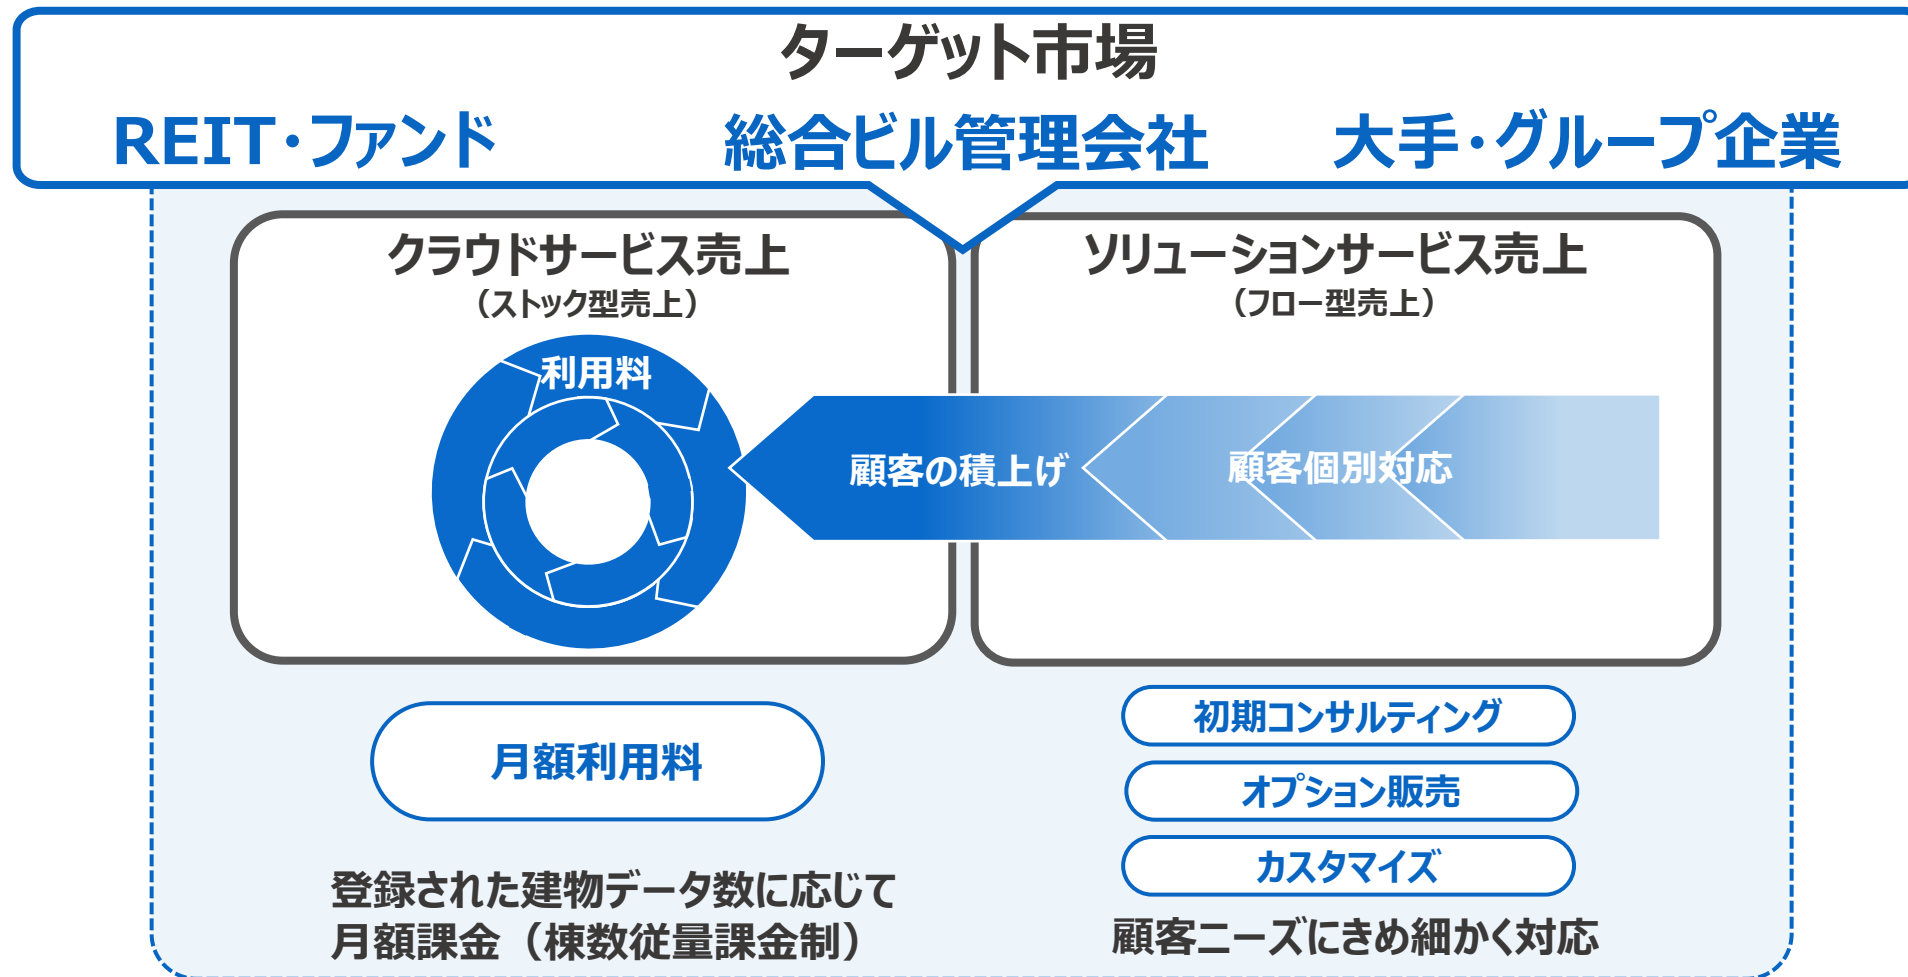 ターゲット市場
REIT・ファンド
総合ビル管理会社
大手・グループ企業
クラウドサービス売上
（ストック型売上）
利用料
ソリューションサービス売上
（フロー型売上）
顧客の積上げ
顧客個別対応
月額利用料
登録された建物データ数に応じて
月額課金（棟数従量課金制）
初期コンサルティング
オプション販売
カスタマイズ
顧客ニーズにきめ細かく対応